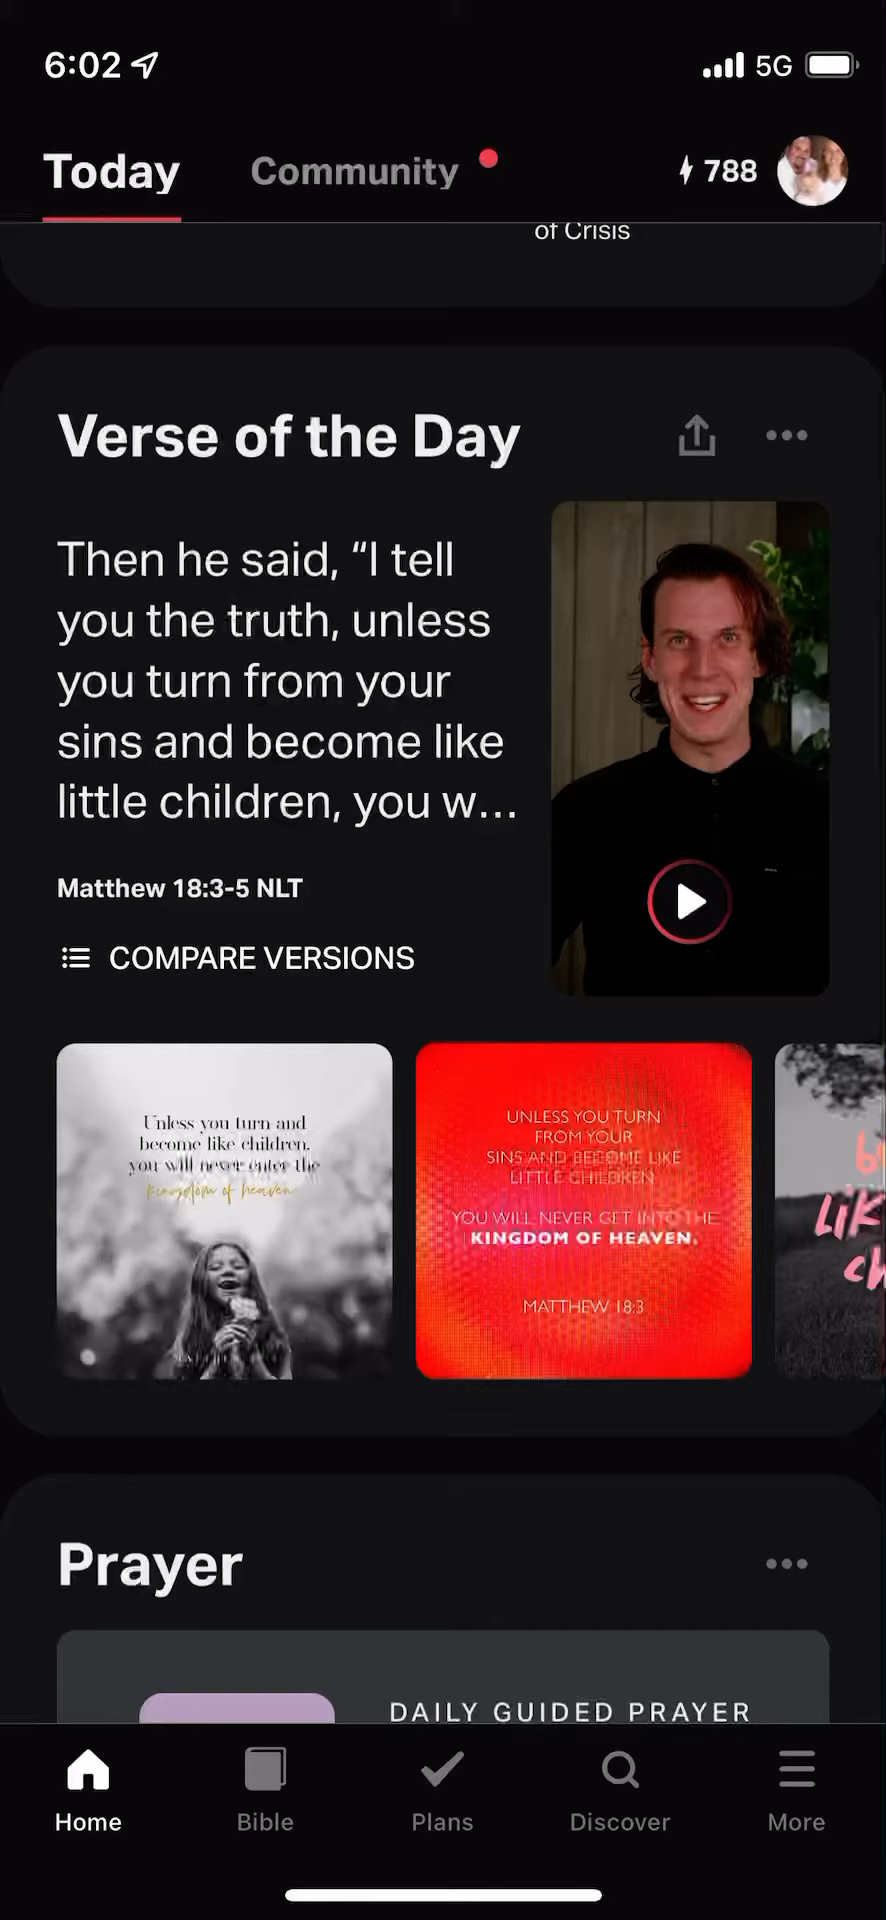 6:02
5G
Today
Community
788
of Crisis
Verse of the Day
Then he said, “I tell
you the truth, unless
you turn from your
sins and become like
little children, you w...
Matthew 18:3-5 NLT
COMPARE VERSIONS
Unless you turn and
become like children,
you will never enter the
kingdom of heaven
UNLESS YOU TURN
FROM YOUR
SINS AND BECOME LIKE
LITTLE CHILDREN
YOU WILL NEVER GET INTO THE
KINGDOM OF HEAVEN.
MATTHEW 18:3
Prayer
DAILY GUIDED PRAYER
Home
Bible
Plans
Discover
More